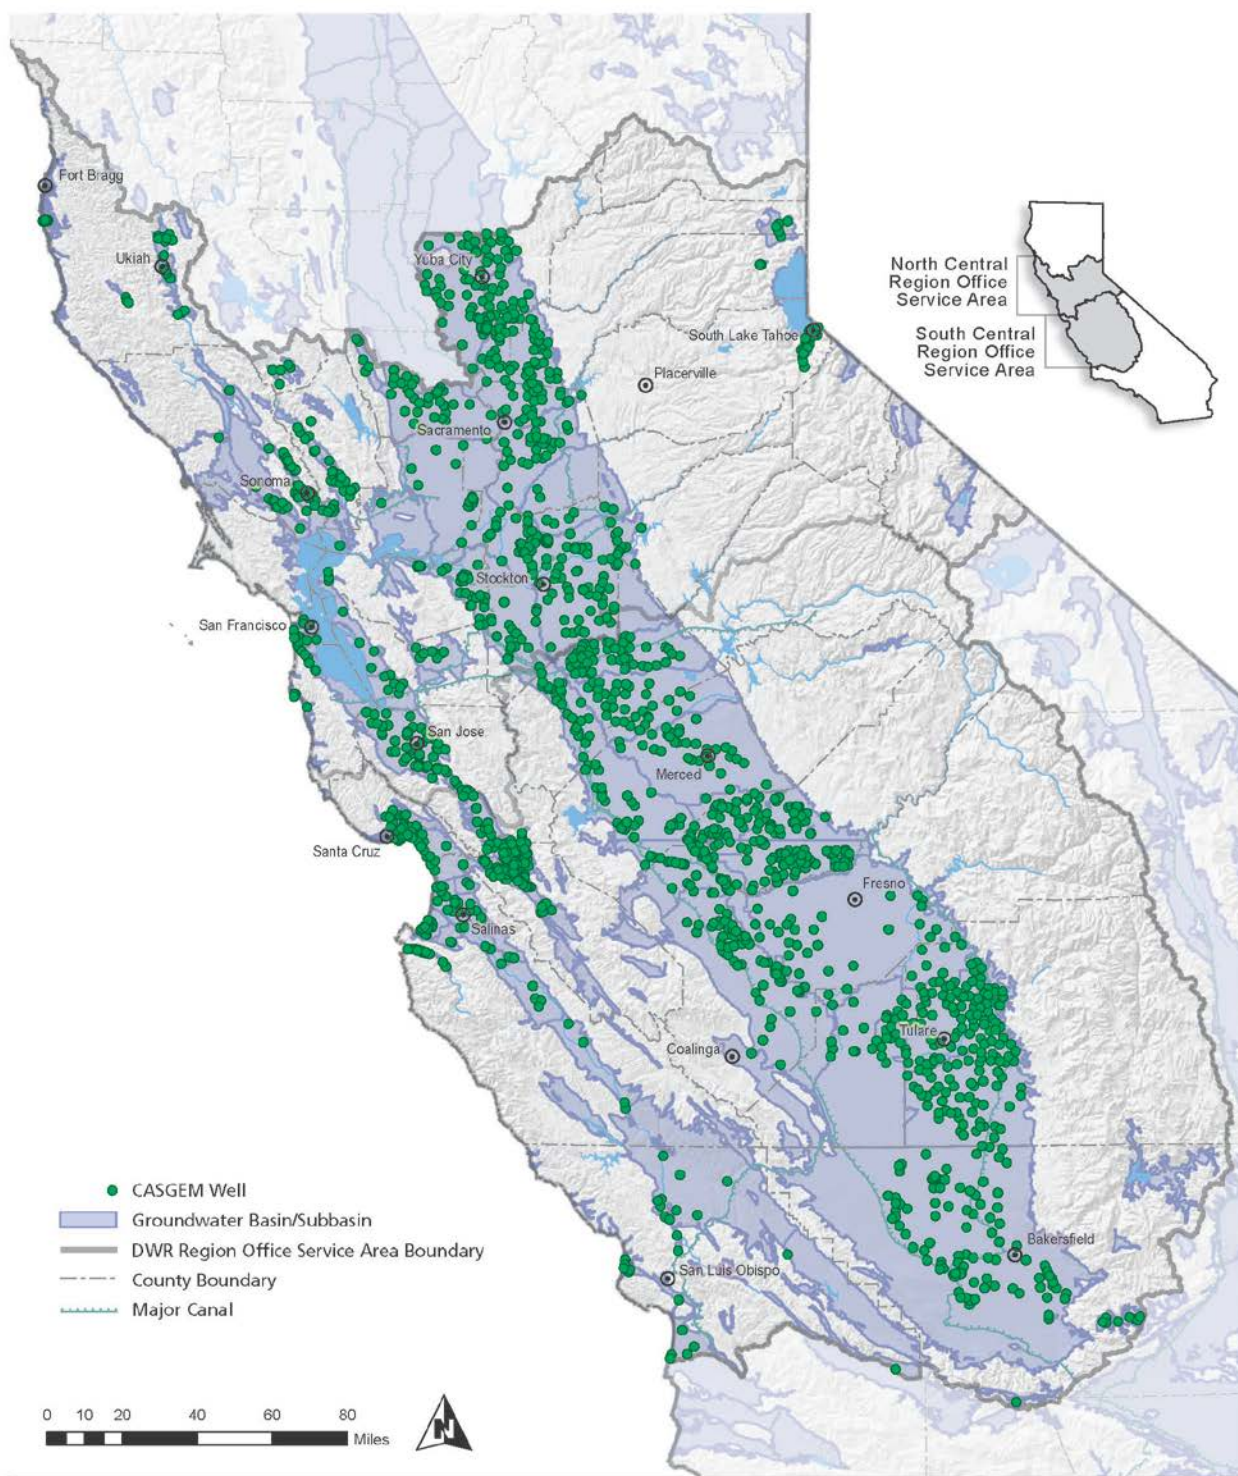 Fort Bragg
Ukiah
Yuba City
North Central
Region Office
Service Area
South Lake Tahoe
South Central
Region Office
Service Area
Placerville
Sacramento
Sonoma
Stockton
San Francisco
San Jose
Merced
Santa Cruz
Fresno
Salinas
Tulare
Coalinga
CASGEM Well
Groundwater Basin/Subbasin
DWR Region Office Service Area Boundary
County Boundary
Major Canal
Bakersfield
San Luis Obispo
0 10 20 40 60 80
Miles
N